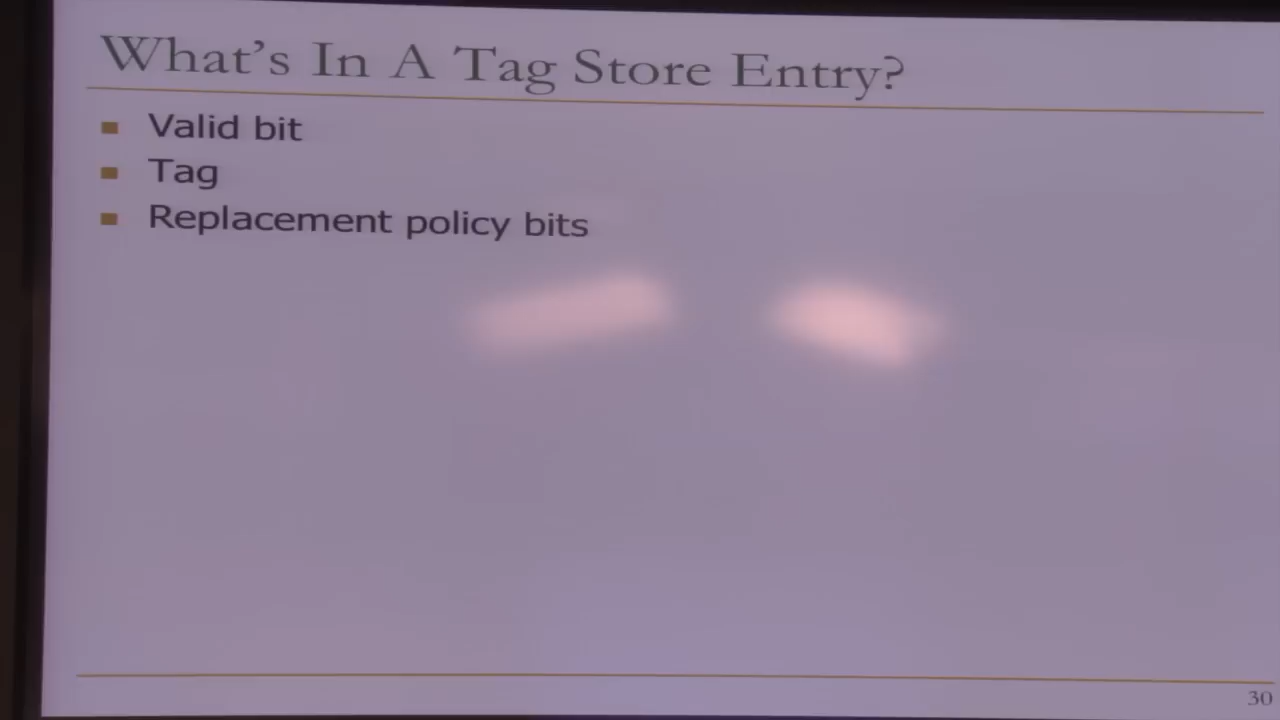 What's In A Tag Store Entry?
Valid bit
Tag
Replacement policy bits
30